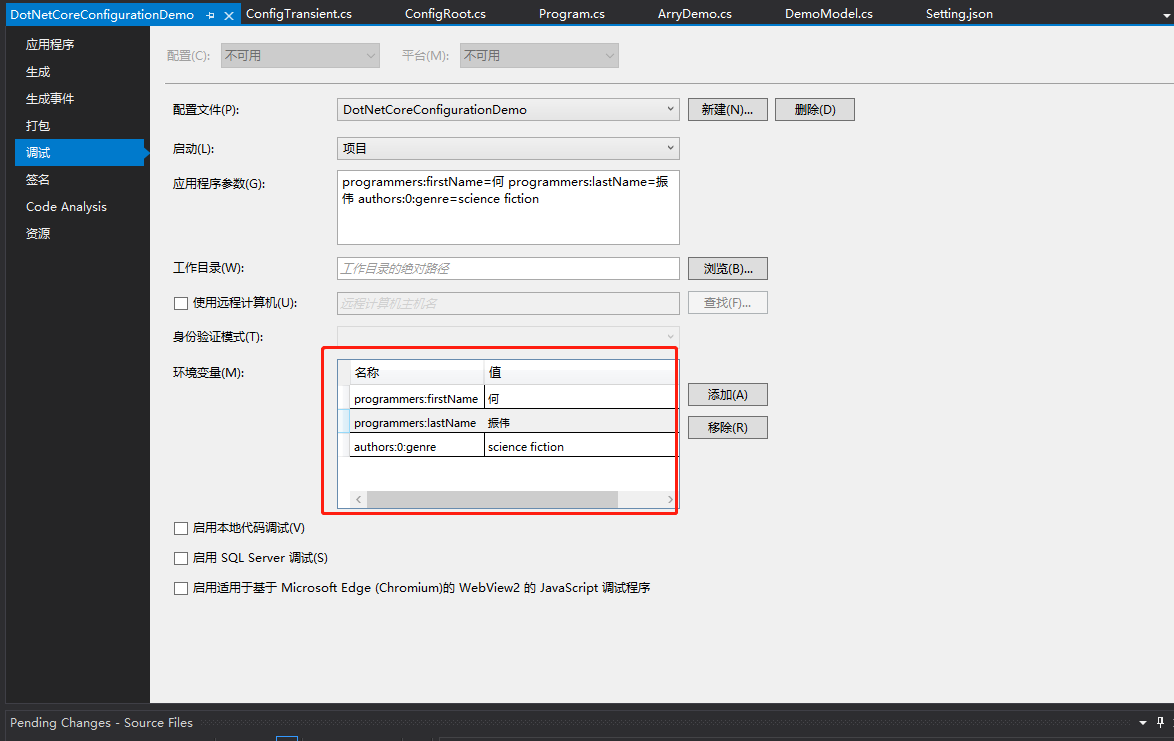 DotNetCoreConfigurationDemo ConfigTransient.cs ConfigRoot.cs Program.cs ArryDemo.cs DemoModel.cs Setting.json
应用程序
生成
生成事件
打包
调试
签名
Code Analysis
资源
配置(C): 不可用 平台(M): 不可用
配置文件(P): DotNetCoreConfigurationDemo 新建(N)... 删除(D)
启动(L): 项目
应用程序参数(G): programmers:firstName=何 programmers:lastName=振
伟 authors:0:genre=science fiction
工作目录(W): 工作目录的绝对路径 浏览(B)...
使用远程计算机(U): 远程计算机主机名 查找(F)...
身份验证模式(T):
环境变量(M): 名称 值
programmers:firstName 何
programmers:lastName 振伟
authors:0:genre science fiction
添加(A)
移除(R)
启用本地代码调试(V)
启用 SQL Server 调试(S)
启用适用于基于 Microsoft Edge (Chromium)的 WebView2 的 JavaScript 调试程序
Pending Changes - Source Files